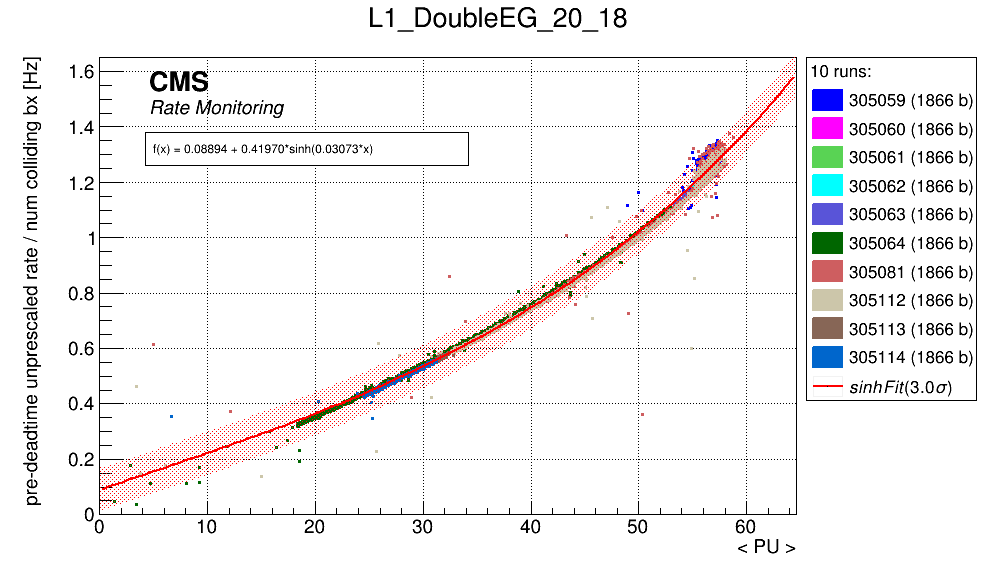 L1_DoubleEG_20_18
pre-deadtime unprescaled rate / num colliding bx [Hz]
1.6
1.4
1.2
1
0.8
0.6
0.4
0.2
0
CMS
Rate Monitoring
f(x) = 0.08894 + 0.41970*sinh(0.03073*x)
0 10 20 30 40 50 60
< PU >
10 runs:
305059 (1866 b)
305060 (1866 b)
305061 (1866 b)
305062 (1866 b)
305063 (1866 b)
305064 (1866 b)
305081 (1866 b)
305112 (1866 b)
305113 (1866 b)
305114 (1866 b)
sinhFit(3.0σ)